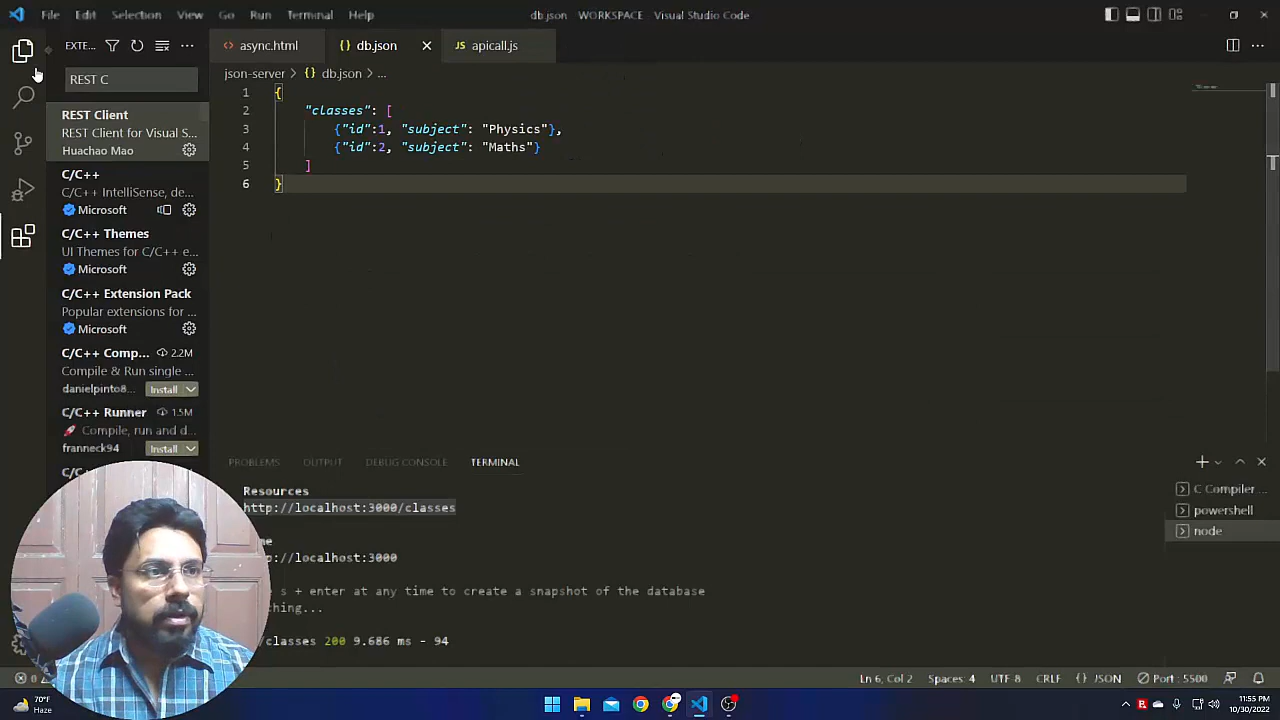 File Edit Selection View Go Run Terminal Help
db.json WORKSPACE Visual Studio Code
EXTE...
REST C
REST Client
REST Client for Visual S...
Huachao Mao
C/C++
C/C++ IntelliSense, de...
Microsoft
C/C++ Themes
UI Themes for C/C++ e...
Microsoft
C/C++ Extension Pack
Popular extensions for ...
Microsoft
C/C++ Comp... 2.2M
Compile & Run single ...
danielpinto8... Install
C/C++ Runner 1.5M
🚀 Compile, run and d...
franneck94 Install
async.html db.json apicall.js
json-server > {} db.json > ...
1 {
2 "classes": [
3 {"id":1, "subject": "Physics"},
4 {"id":2, "subject": "Maths"}
5 ]
6 }
PROBLEMS OUTPUT DEBUG CONSOLE TERMINAL
Resources
http://localhost:3000/classes
p://localhost:3000
s + enter at any time to create a snapshot of the database
ching...
classes 200 9.686 ms - 94
C Compiler ...
powershell
node
0
Ln 6, Col 2 Spaces: 4 UTF-8 CRLF {} JSON Port : 5500
70°F
Haze
11:55 PM
10/30/2022